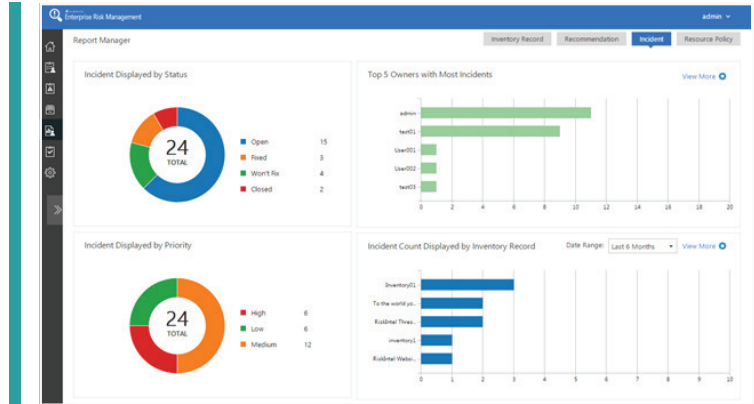 Enterprise Risk Management
admin
Report Manager
Inventory Record
Recommendation
Incident
Resource Policy
Incident Displayed by Status
24
TOTAL
Open 15
Fixed 3
Won't Fix 4
Closed 2
Top 5 Owners with Most Incidents
View More
admin
test01
User001
User002
test03
0 2 4 6 8 10 12 14 16 18 20
Incident Displayed by Priority
24
TOTAL
High 6
Low 6
Medium 12
Incident Count Displayed by Inventory Record
Date Range: Last 6 Months
View More
Inventory01
To the world yo...
RiskIntel Threa...
inventory1
RiskIntel Websi...
0 1 2 3 4 5 6 7 8 9 10